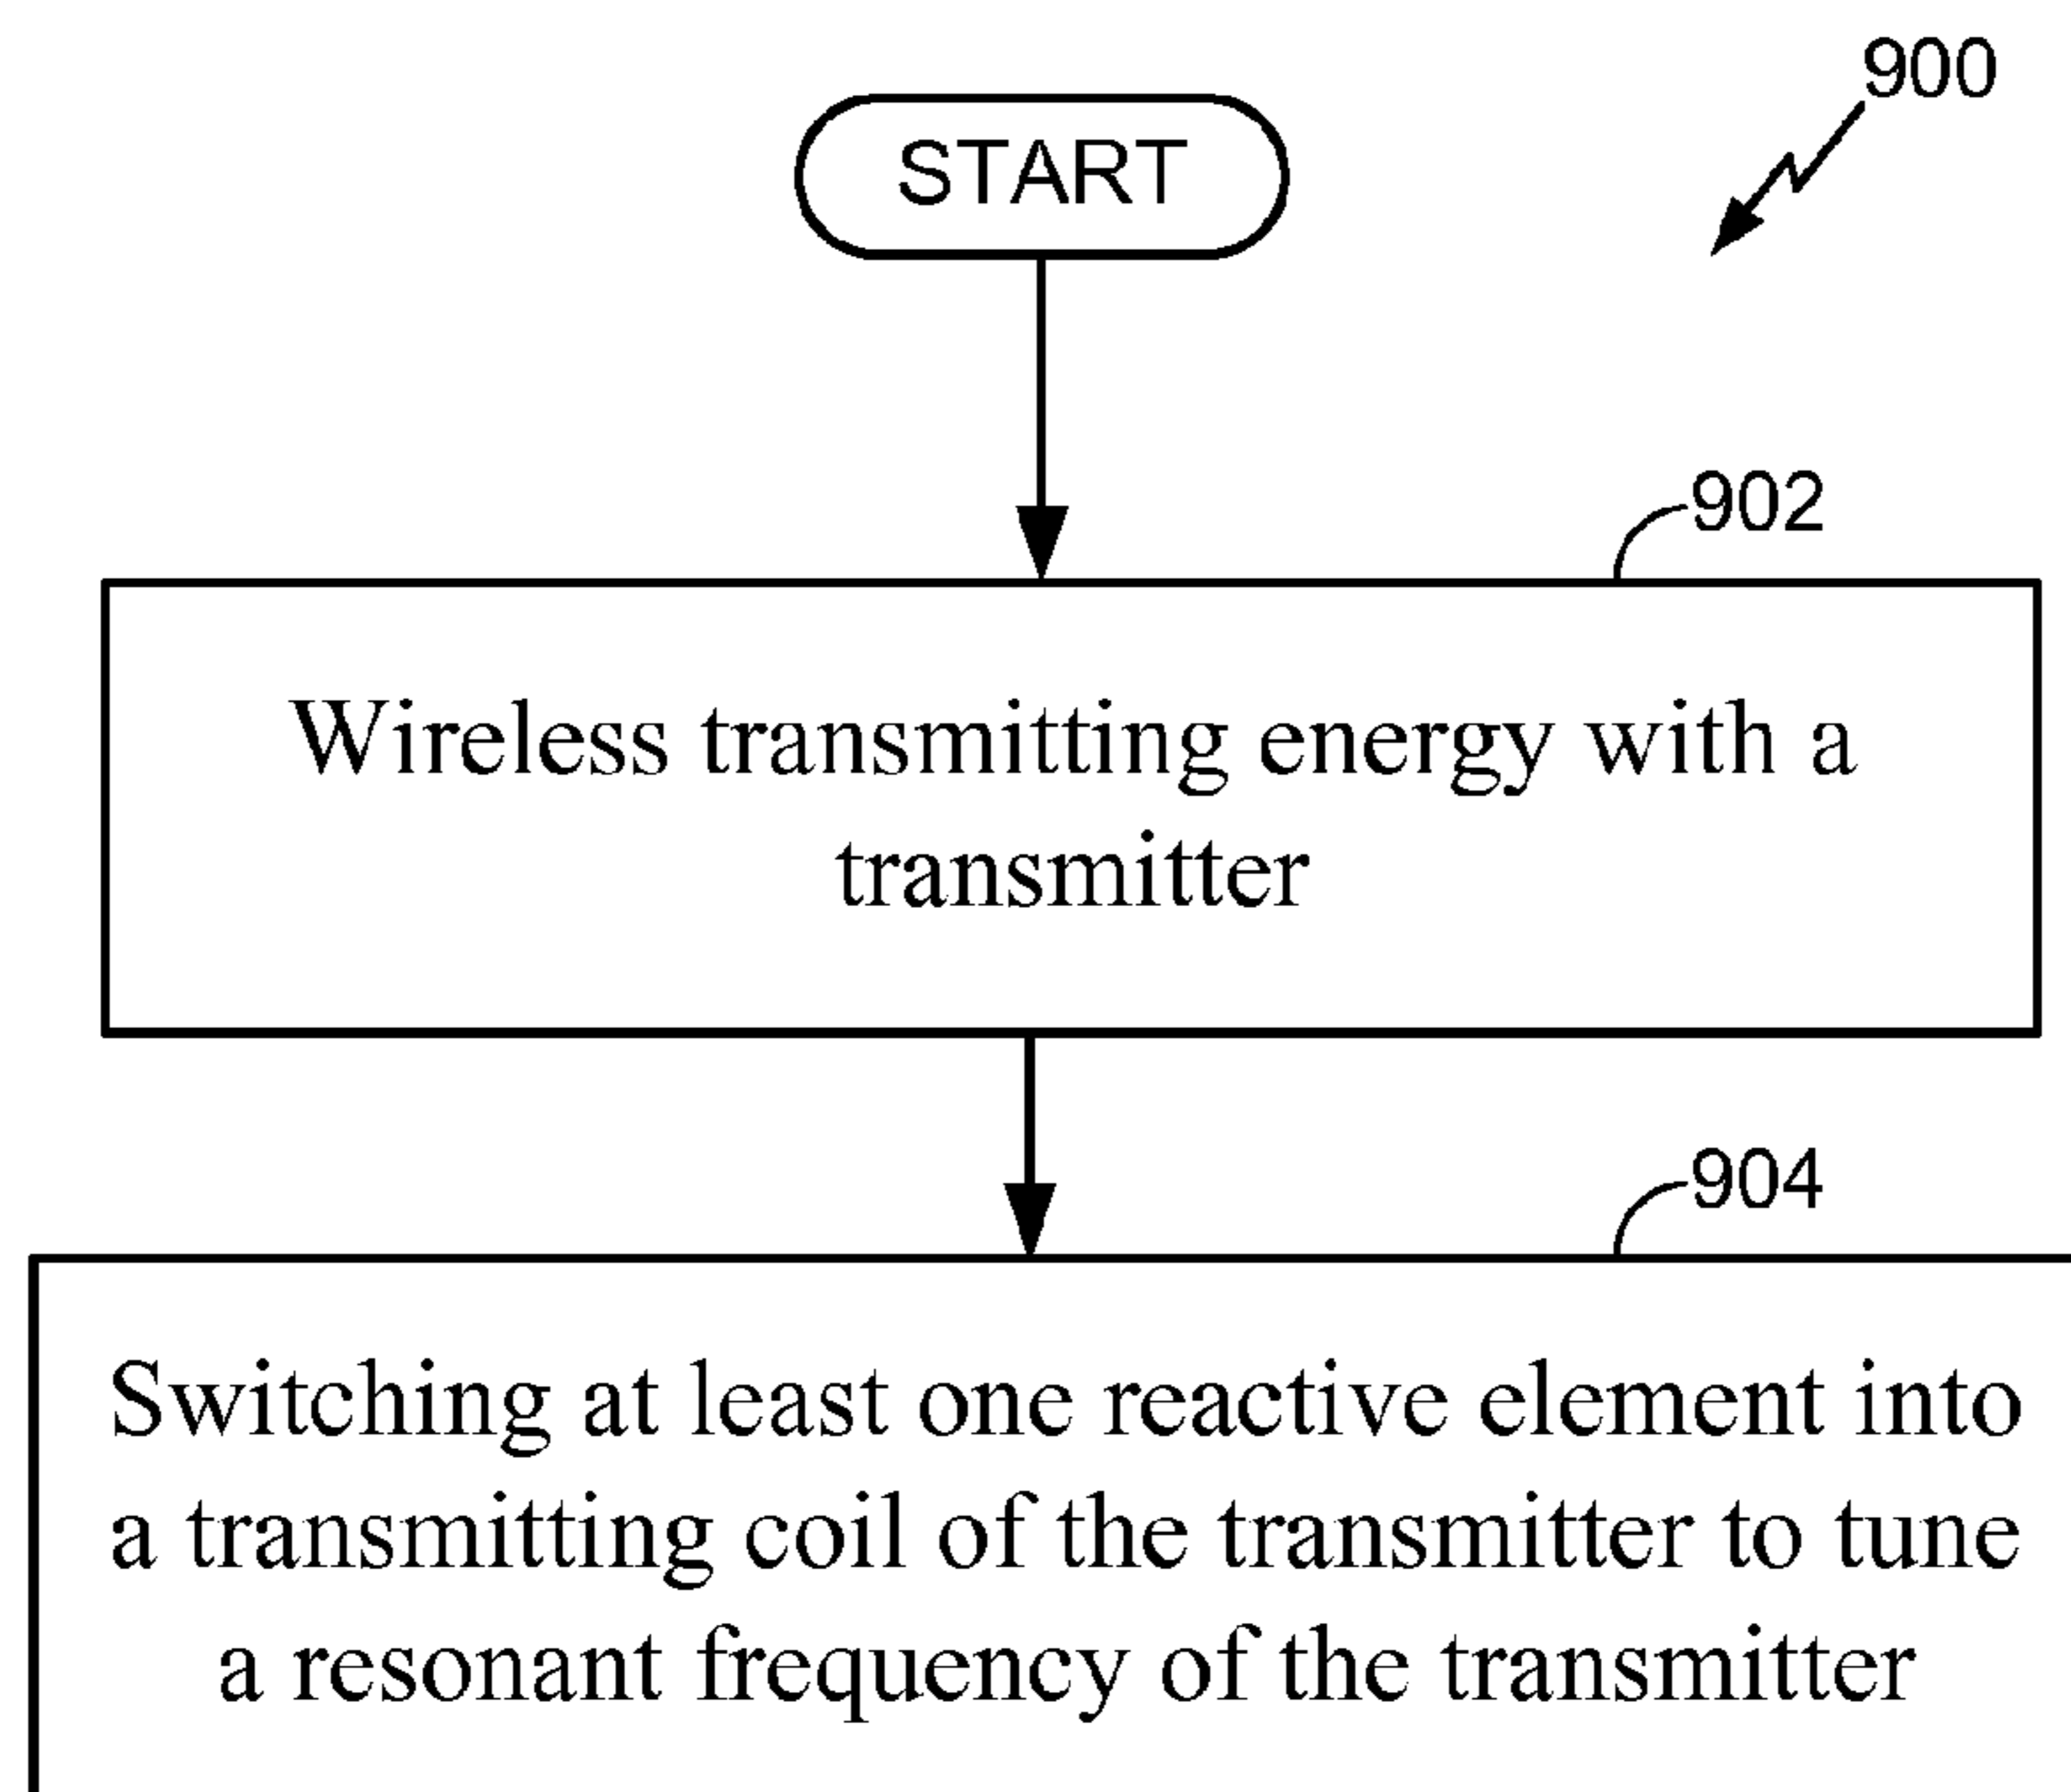 900
START
902
Wireless transmitting energy with a
transmitter
904
Switching at least one reactive element into
a transmitting coil of the transmitter to tune
a resonant frequency of the transmitter